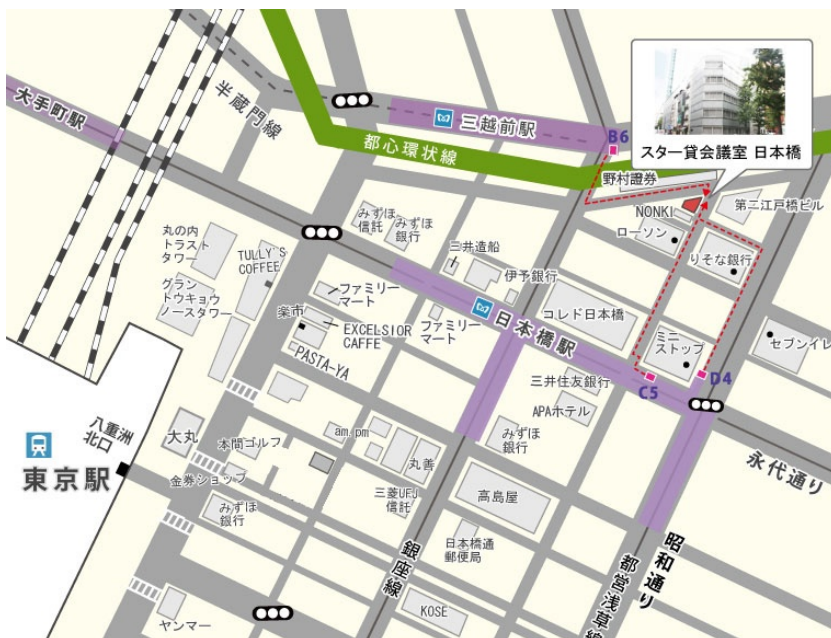 大手町駅
半蔵門線
三越前駅
B6
都心環状線
スター貸会議室 日本橋
野村證券
NONKI
第二江戸橋ビル
ローソン
りそな銀行
丸の内
トラスト
タワー
TULLY'S
COFFEE
みずほ
信託
みずほ
銀行
三井造船
伊予銀行
コレド日本橋
グラン
トウキョウ
ノースタワー
ファミリー
マート
楽市
EXCELSIOR
CAFFE
ファミリー
マート
日本橋駅
ミニ
ストップ
セブンイレ
PASTA-YA
三井住友銀行
C5
D4
APAホテル
八重洲
北口
大丸
本間ゴルフ
am.pm
丸善
みずほ
銀行
永代通り
東京駅
金券ショップ
三菱UFJ
信託
高島屋
みずほ
銀行
銀座線
日本橋通
郵便局
昭和通り
都営浅草線
KOSE
ヤンマー